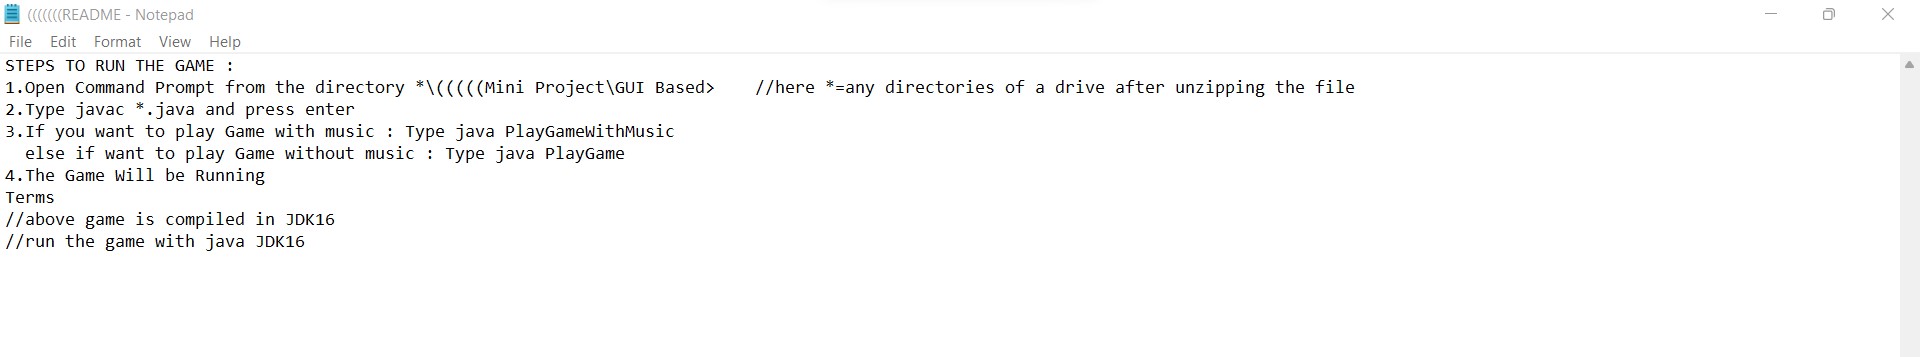 (((((((README - Notepad
File Edit Format View Help
STEPS TO RUN THE GAME :
1.Open Command Prompt from the directory *\(((((Mini Project\GUI Based>    //here *=any directories of a drive after unzipping the file
2.Type javac *.java and press enter
3.If you want to play Game with music : Type java PlayGameWithMusic
  else if want to play Game without music : Type java PlayGame
4.The Game Will be Running
Terms
//above game is compiled in JDK16
//run the game with java JDK16